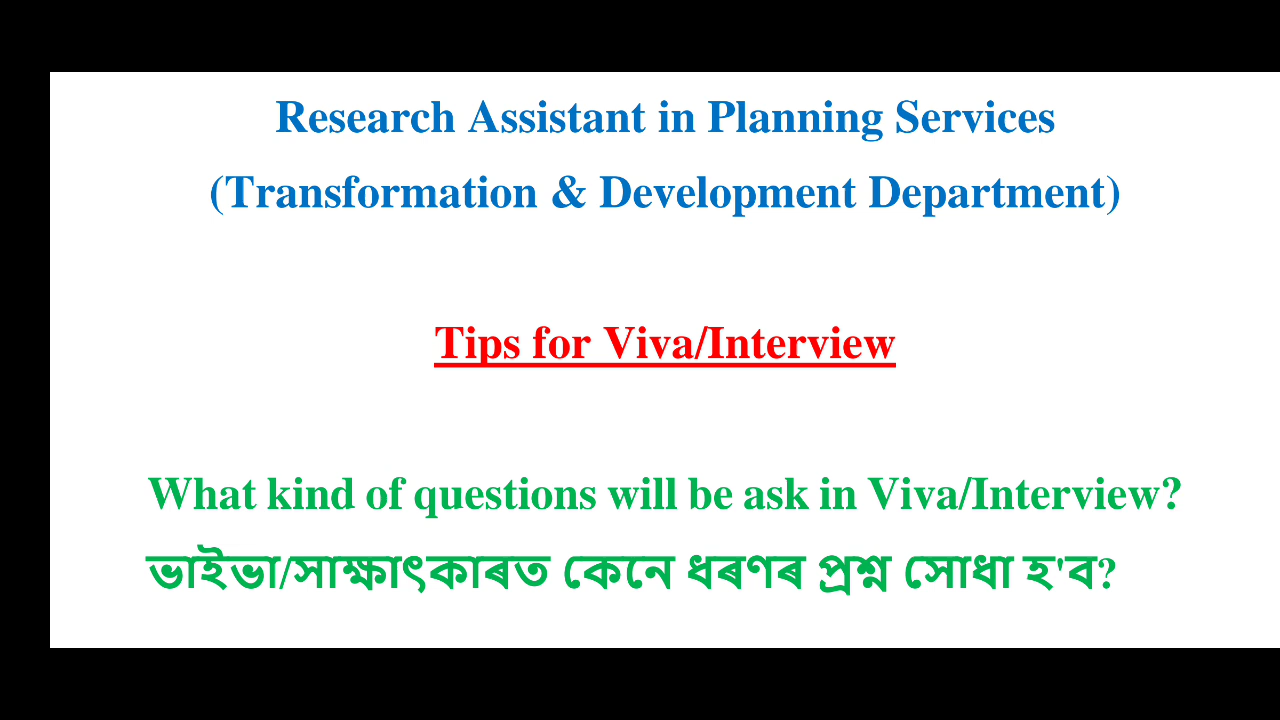 Research Assistant in Planning Services
(Transformation & Development Department)
Tips for Viva/Interview
What kind of questions will be ask in Viva/Interview?
ভাইভা/সাক্ষাৎকাৰত কেনে ধৰণৰ প্ৰশ্ন সোধা হ'ব?